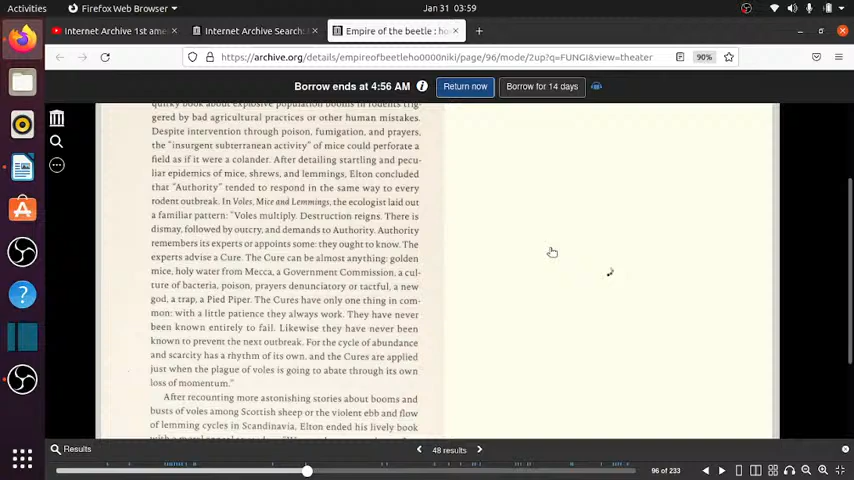 Activities
Firefox Web Browser
Jan 31 03:59
Internet Archive 1st ame
Internet Archive Search:
Empire of the beetle : ho
https://archive.org/details/empireofbeetleho0000niki/page/96/mode/2up?q=FUNGI&view=theater
90%
Borrow ends at 4:56 AM
Return now
Borrow for 14 days
quirky book about explosive population booms in rodents trig-
gered by bad agricultural practices or other human mistakes.
Despite intervention through poison, fumigation, and prayers,
the "insurgent subterranean activity" of mice could perforate a
field as if it were a colander. After detailing startling and pecu-
liar epidemics of mice, shrews, and lemmings, Elton concluded
that "Authority" tended to respond in the same way to every
rodent outbreak. In Voles, Mice and Lemmings, the ecologist laid out
a familiar pattern: "Voles multiply. Destruction reigns. There is
dismay, followed by outcry, and demands to Authority. Authority
remembers its experts or appoints some: they ought to know. The
experts advise a Cure. The Cure can be almost anything: golden
mice, holy water from Mecca, a Government Commission, a cul-
ture of bacteria, poison, prayers denunciatory or tactful, a new
god, a trap, a Pied Piper. The Cures have only one thing in com-
mon: with a little patience they always work. They have never
been known entirely to fail. Likewise they have never been
known to prevent the next outbreak. For the cycle of abundance
and scarcity has a rhythm of its own, and the Cures are applied
just when the plague of voles is going to abate through its own
loss of momentum."
After recounting more astonishing stories about booms and
busts of voles among Scottish sheep or the violent ebb and flow
of lemming cycles in Scandinavia, Elton ended his lively book
Results
48 results
96 of 233